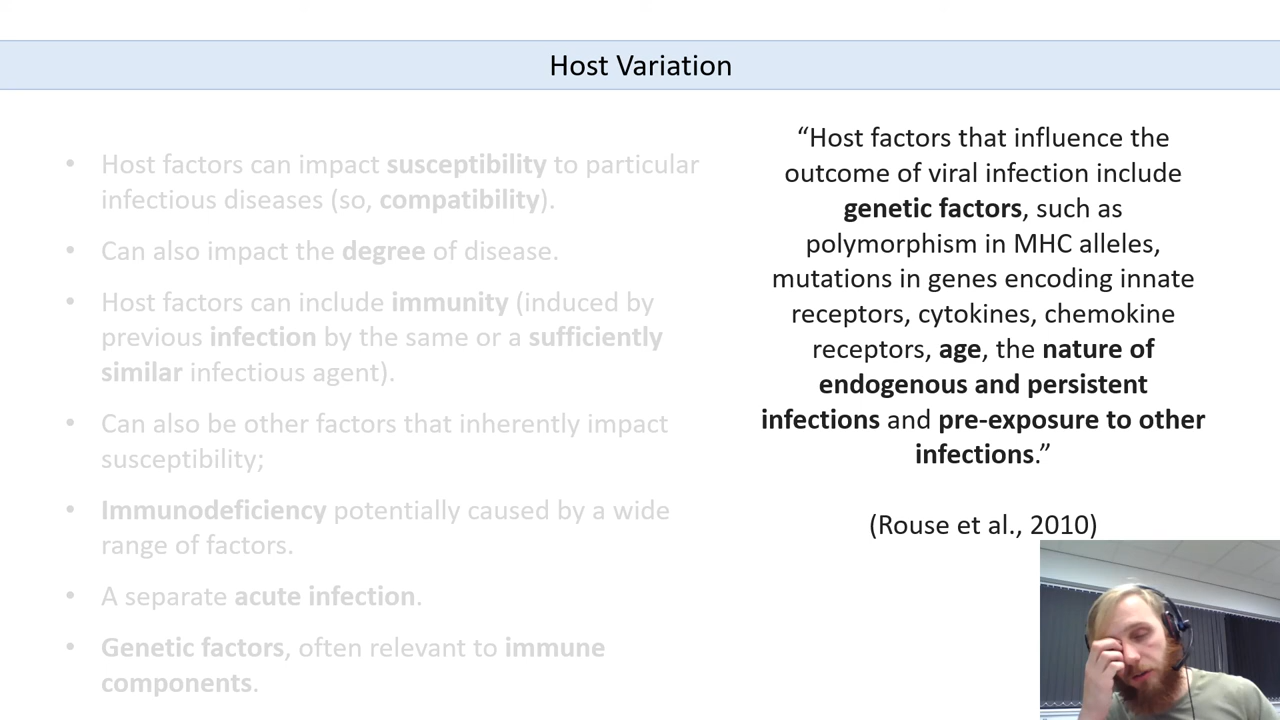 Host Variation
• Host factors can impact susceptibility to particular
infectious diseases (so, compatibility).
• Can also impact the degree of disease.
• Host factors can include immunity (induced by
previous infection by the same or a sufficiently
similar infectious agent).
• Can also be other factors that inherently impact
susceptibility;
• Immunodeficiency potentially caused by a wide
range of factors.
• A separate acute infection.
• Genetic factors, often relevant to immune
components.
“Host factors that influence the
outcome of viral infection include
genetic factors, such as
polymorphism in MHC alleles,
mutations in genes encoding innate
receptors, cytokines, chemokine
receptors, age, the nature of
endogenous and persistent
infections and pre-exposure to other
infections.”
(Rouse et al., 2010)